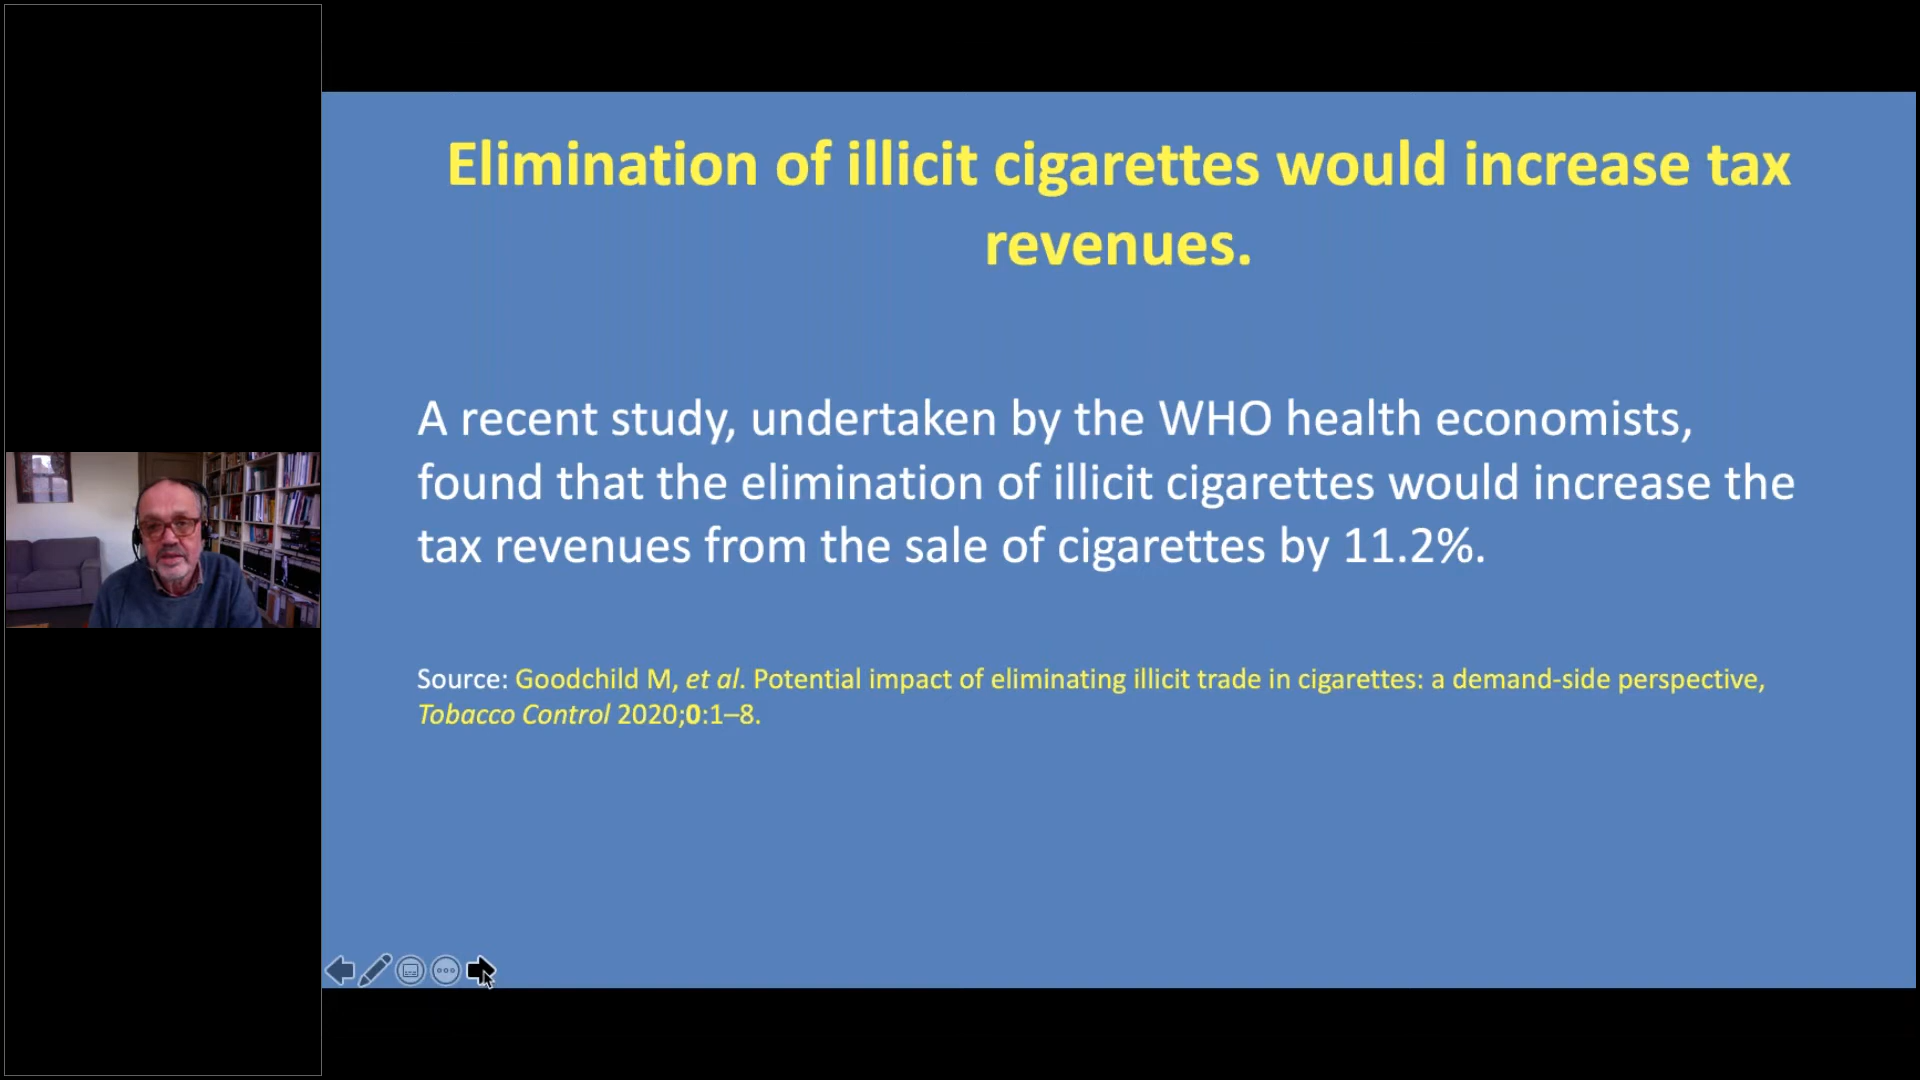 Elimination of illicit cigarettes would increase tax
revenues.
A recent study, undertaken by the WHO health economists,
found that the elimination of illicit cigarettes would increase the
tax revenues from the sale of cigarettes by 11.2%.
Source: Goodchild M, et al. Potential impact of eliminating illicit trade in cigarettes: a demand-side perspective,
Tobacco Control 2020;0:1–8.